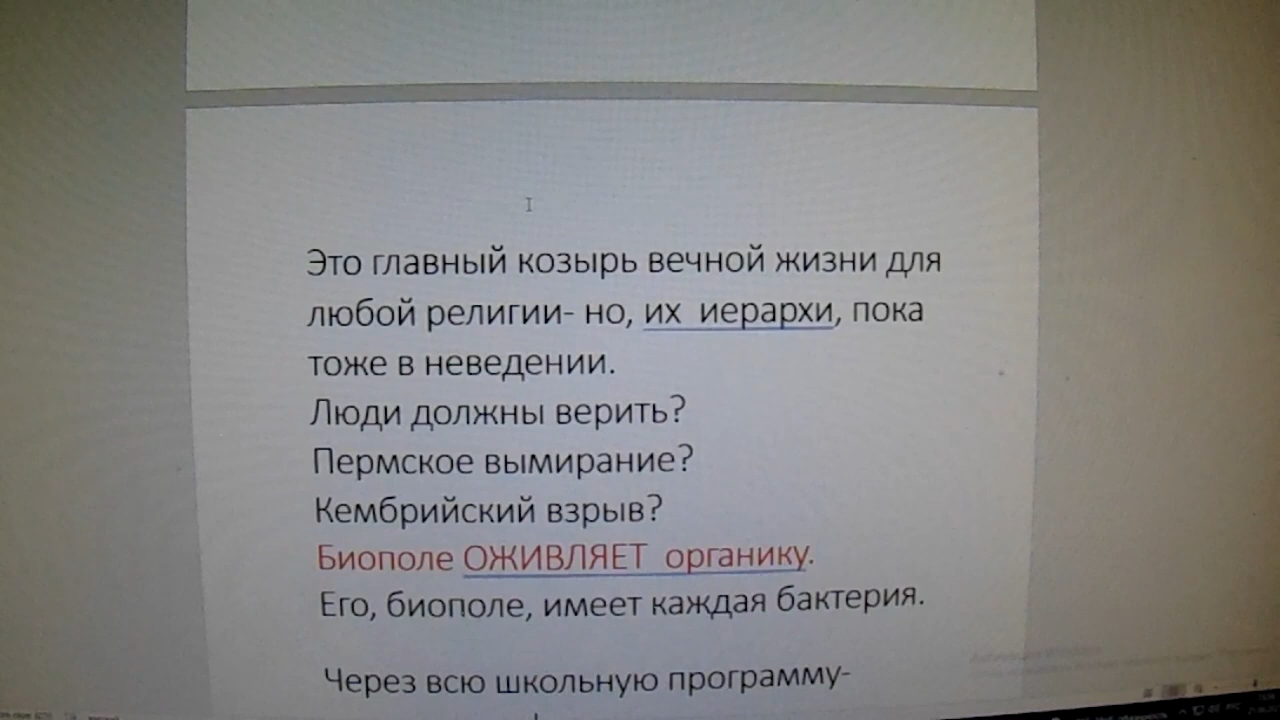 Это главный козырь вечной жизни для
любой религии- но, их  иерархи, пока
тоже в неведении.
Люди должны верить?
Пермское вымирание?
Кембрийский взрыв?
Биополе ОЖИВЛЯЕТ  органику.
Его, биополе, имеет каждая бактерия.
Через всю школьную программу-